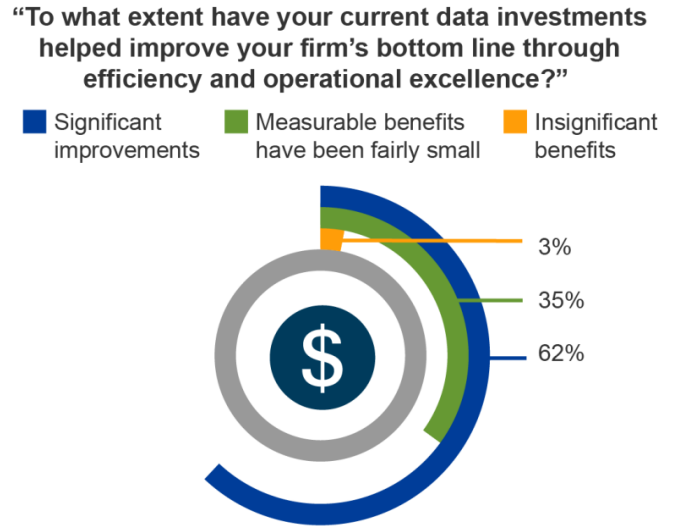 “To what extent have your current data investments
helped improve your firm’s bottom line through
efficiency and operational excellence?”
Significant
improvements
Measurable benefits
have been fairly small
Insignificant
benefits
3%
35%
62%
$